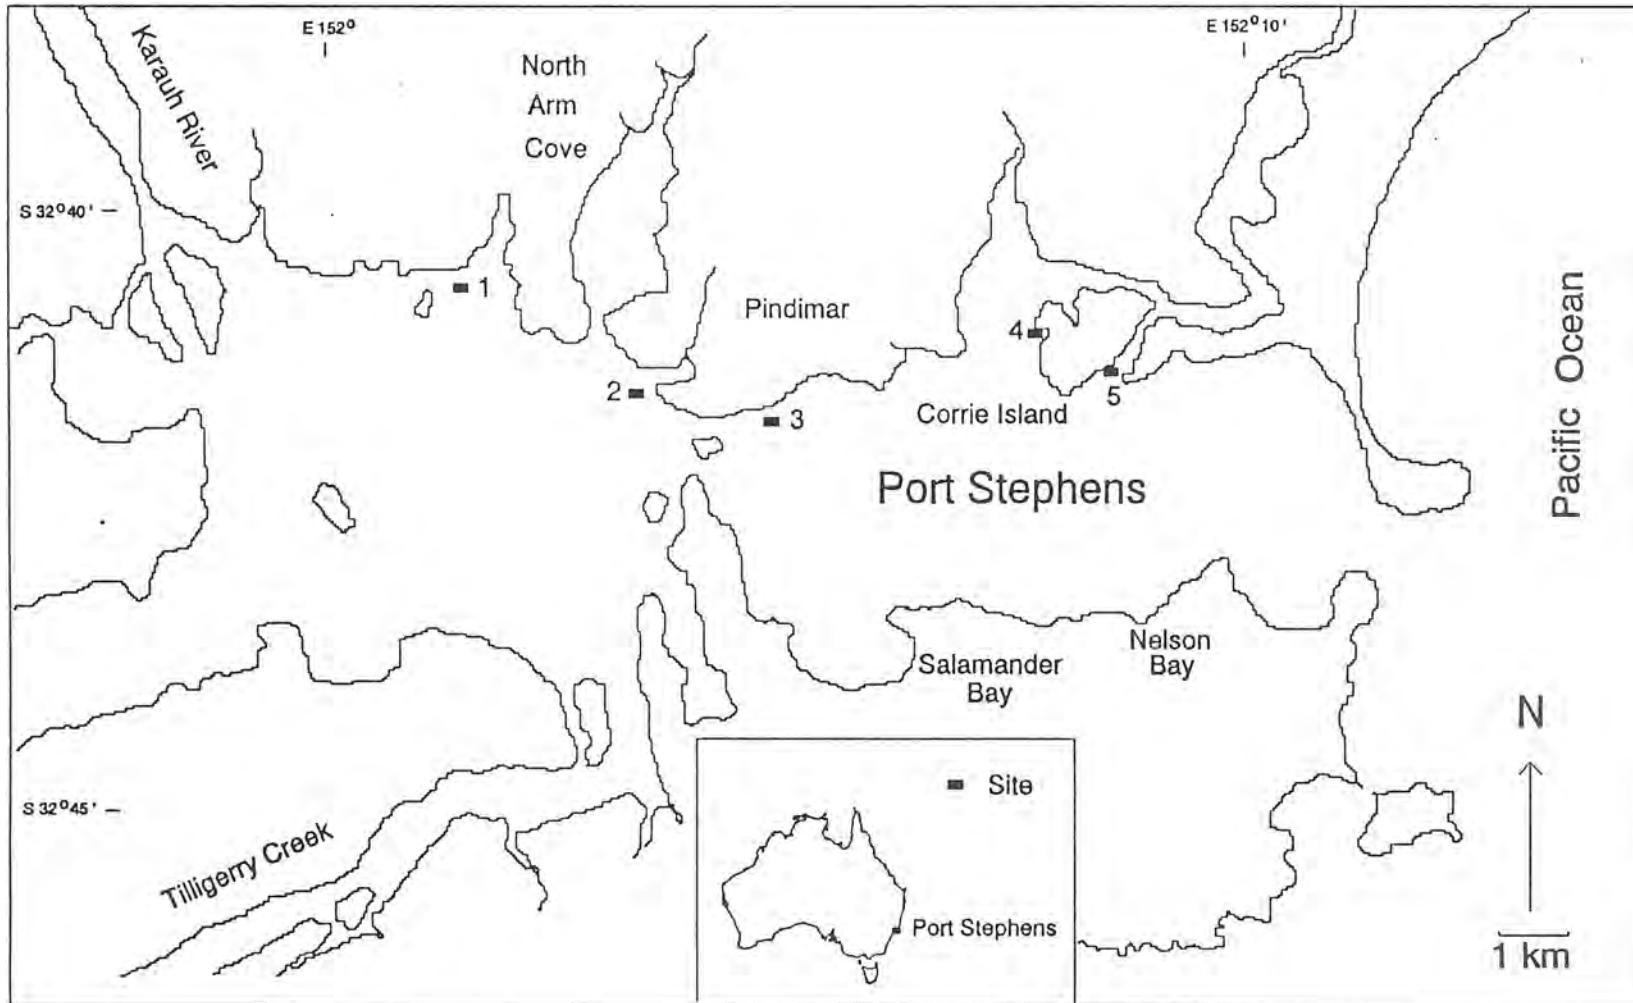 E 152°
E 152° 10'
Karauh River
North
Arm
Cove
S 32° 40'
1
Pindimar
4
2
3
5
Corrie Island
Pacific Ocean
Port Stephens
Salamander
Bay
Nelson
Bay
N
S 32° 45'
Tilligerry Creek
Site
Port Stephens
1 km